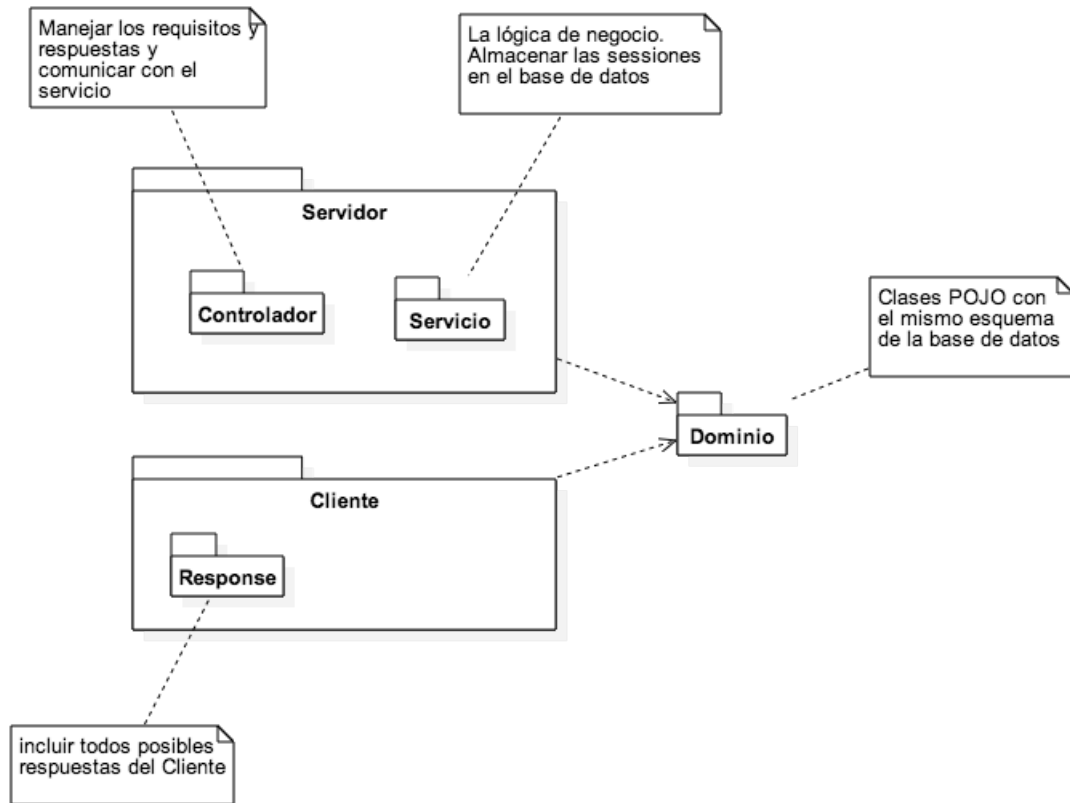 Manejar los requisitos y
respuestas y
comunicar con el
servicio
La lógica de negocio.
Almacenar las sessiones
en el base de datos
Servidor
Controlador
Servicio
Clases POJO con
el mismo esquema
de la base de datos
Dominio
Cliente
Response
incluir todos posibles
respuestas del Cliente